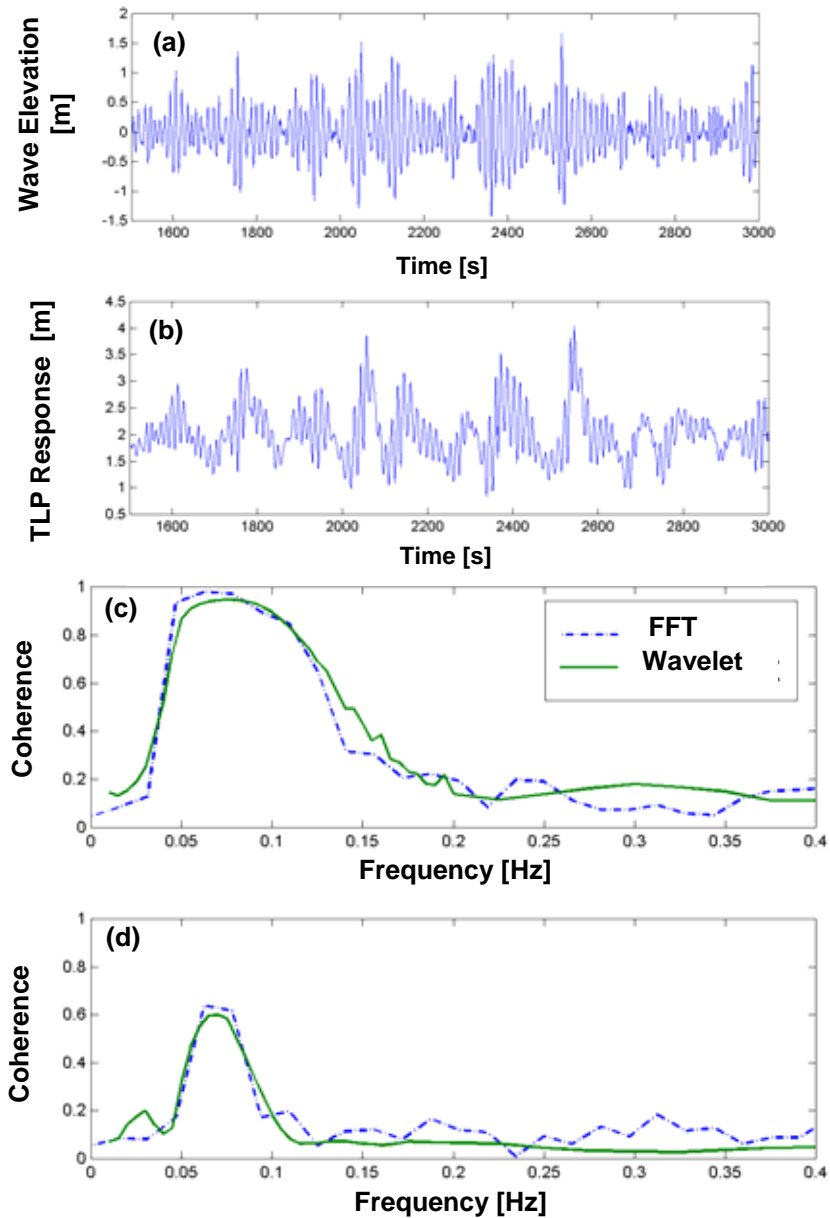 (a)
Wave Elevation [m]
2
1.5
1
0.5
0
-0.5
-1
-1.5
1600 1800 2000 2200 2400 2600 2800 3000
Time [s]
(b)
TLP Response [m]
4.5
4
3.5
3
2.5
2
1.5
1
0.5
1600 1800 2000 2200 2400 2600 2800 3000
Time [s]
(c)
Coherence
1
0.8
0.6
0.4
0.2
0
FFT
Wavelet
0 0.05 0.1 0.15 0.2 0.25 0.3 0.35 0.4
Frequency [Hz]
(d)
Coherence
1
0.8
0.6
0.4
0.2
0
0 0.05 0.1 0.15 0.2 0.25 0.3 0.35 0.4
Frequency [Hz]